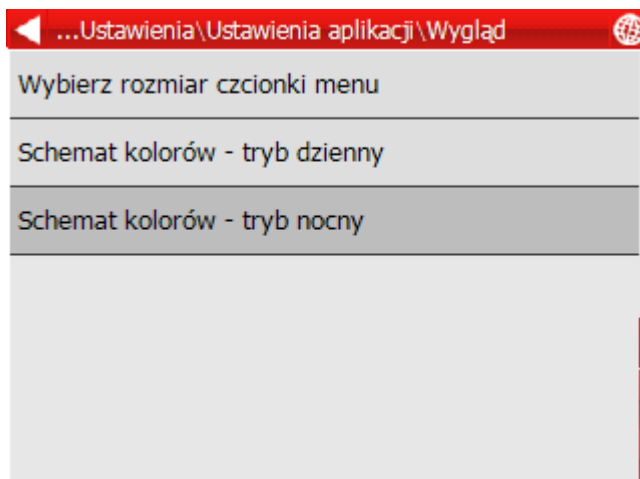 ...Ustawienia\Ustawienia aplikacji\Wygląd
Wybierz rozmiar czcionki menu
Schemat kolorów - tryb dzienny
Schemat kolorów - tryb nocny